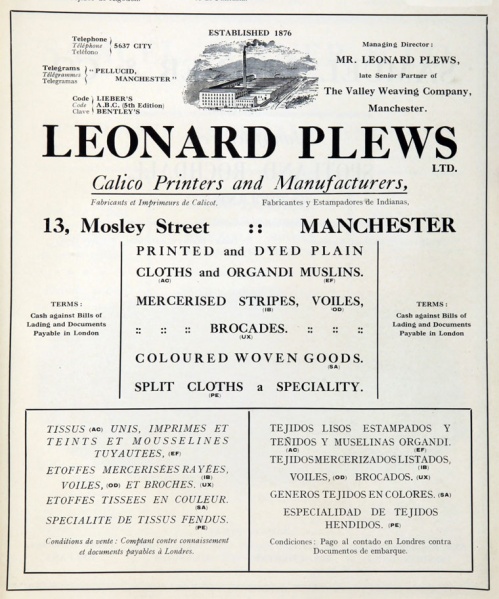 ESTABLISHED 1876
Telephone
Téléphone
Teléfono
5637 CITY
Telegrams
Télégrammes
Telegramas
"PELLUCID,
MANCHESTER"
Code
Code
Clave
LIEBER'S
A.B.C. (5th Edition)
BENTLEY'S
Managing Director:
MR. LEONARD PLEWS,
late Senior Partner of
The Valley Weaving Company,
Manchester.
LEONARD PLEWS
LTD.
Calico Printers and Manufacturers,
Fabricants et Imprimeurs de Calicot. Fabricantes y Estampadores de Indianas,
13, Mosley Street :: MANCHESTER
PRINTED and DYED PLAIN
CLOTHS and ORGANDI MUSLINS.
(AC) (EF)
MERCERISED STRIPES, VOILES,
(IB) (OD)
:: :: :: BROCADES. :: :: ::
(UX)
COLOURED WOVEN GOODS.
(SA)
SPLIT CLOTHS a SPECIALITY.
(PE)
TERMS:
Cash against Bills of
Lading and Documents
Payable in London
TERMS:
Cash against Bills of
Lading and Documents
Payable in London
TISSUS (AC) UNIS, IMPRIMES ET
TEINTS ET MOUSSELINES
TUYAUTEES, (EF)
ETOFFES MERCERISÉES RAYÉES,
(IB)
VOILES, (OD) ET BROCHES. (UX)
ETOFFES TISSEES EN COULEUR.
(SA)
SPECIALITE DE TISSUS FENDUS.
(PE)
Conditions de vente: Comptant contre connaissement
et documents payables à Londres.
TEJIDOS LISOS ESTAMPADOS Y
TEÑIDOS Y MUSELINAS ORGANDI.
(AC) (EF)
TEJIDOS MERCERIZADOS LISTADOS,
(IB)
VOILES, (OD) BROCADOS, (UX)
GENEROS TEJIDOS EN COLORES. (SA)
ESPECIALIDAD DE TEJIDOS
HENDIDOS. (PE)
Condiciones: Pago al contado en Londres contra
Documentos de embarque.